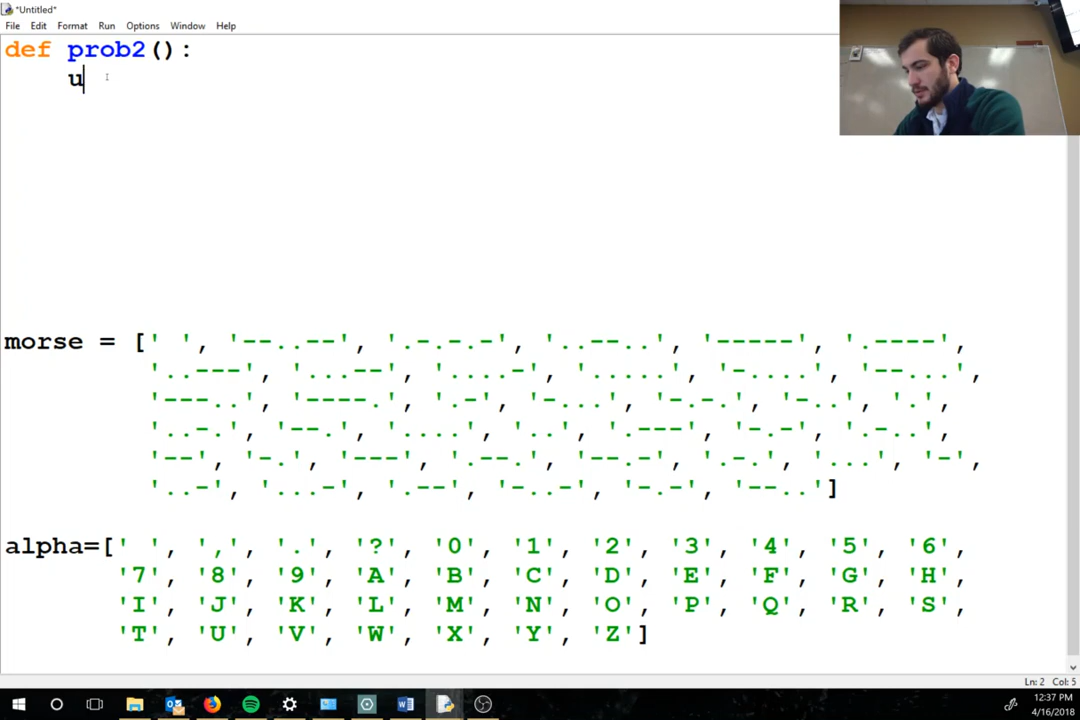 *Untitled*
File Edit Format Run Options Window Help
def prob2():
    u
morse = [' ', '--..--', '.-.-.-', '..--..', '-----', '.----',
'..---', '...--', '....-', '.....', '-....', '--...',
'---..', '----.', '.-', '-...', '-.-.', '-..', '.',
'..-.', '--.', '....', '..', '.---', '-.-', '.-..',
'--', '-.', '---', '.--.', '--.-', '.-.', '...', '-',
'..-', '...-', '.--', '-..-', '-.-', '--..']
alpha=[' ', ',', '.', '?', '0', '1', '2', '3', '4', '5', '6',
'7', '8', '9', 'A', 'B', 'C', 'D', 'E', 'F', 'G', 'H',
'I', 'J', 'K', 'L', 'M', 'N', 'O', 'P', 'Q', 'R', 'S',
'T', 'U', 'V', 'W', 'X', 'Y', 'Z']
Ln: 2 Col: 5
12:37 PM
4/16/2018